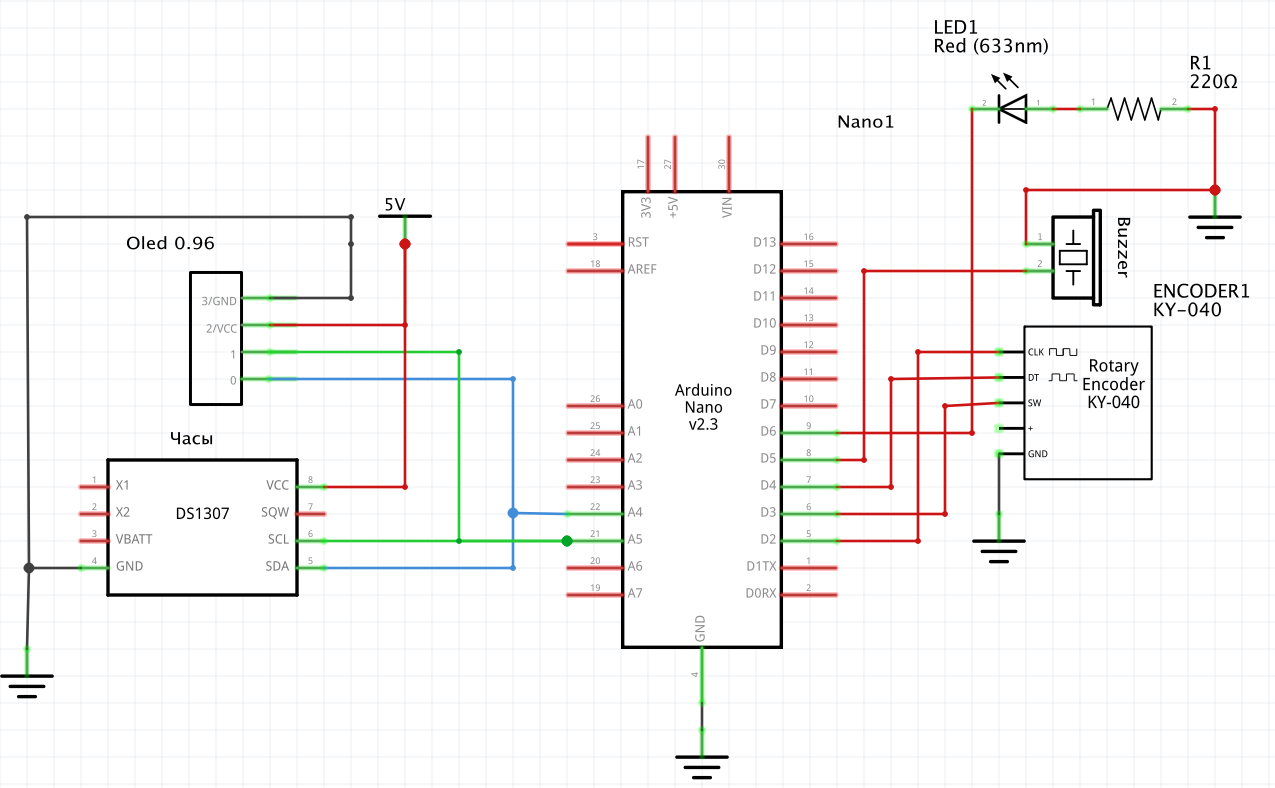 LED1
Red (633nm)
R1
220Ω
2
1
1
2
Nano1
17
27
30
3V3
+5V
VIN
5V
Oled 0.96
3/GND
2/VCC
1
0
Часы
DS1307
1
X1
2
X2
3
VBATT
4
GND
VCC
8
SQW
7
SCL
6
SDA
5
Arduino
Nano
v2.3
3
RST
18
AREF
26
A0
25
A1
24
A2
23
A3
22
A4
21
A5
20
A6
19
A7
D13
16
D12
15
D11
14
D10
13
D9
12
D8
11
D7
10
D6
9
D5
8
D4
7
D3
6
D2
5
D1TX
1
D0RX
2
GND
4
1
2
Buzzer
ENCODER1
KY-040
CLK
DT
SW
+
GND
Rotary
Encoder
KY-040